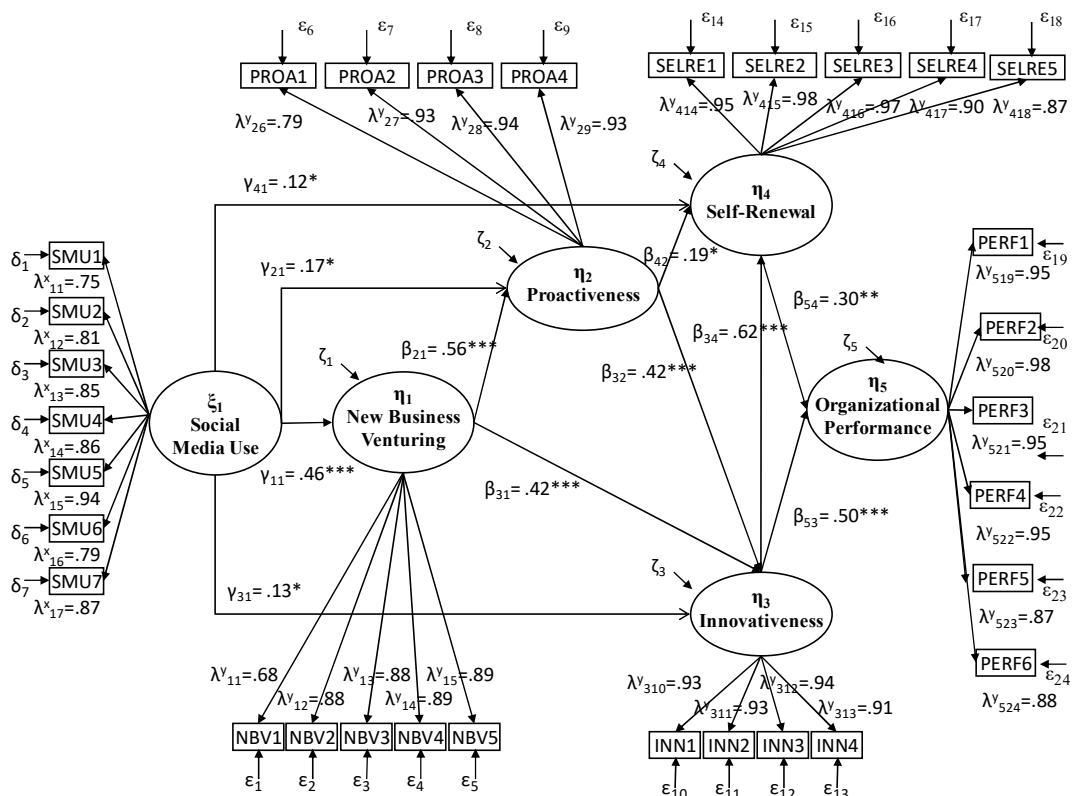 ε6 ε7 ε8 ε9
PROA1 PROA2 PROA3 PROA4
λʸ26=.79 λʸ27=.93 λʸ28=.94 λʸ29=.93
ε14 ε15 ε16 ε17 ε18
SELRE1 SELRE2 SELRE3 SELRE4 SELRE5
λʸ414=.95 λʸ415=.98 λʸ416=.97 λʸ417=.90 λʸ418=.87
ζ4
η4
Self-Renewal
γ41= .12*
ζ2
η2
Proactiveness
γ21= .17*
β42= .19*
δ1 SMU1
λˣ11=.75
δ2 SMU2
λˣ12=.81
δ3 SMU3
λˣ13=.85
δ4 SMU4
λˣ14=.86
δ5 SMU5
λˣ15=.94
δ6 SMU6
λˣ16=.79
δ7 SMU7
λˣ17=.87
ξ1
Social
Media Use
ζ1
η1
New Business
Venturing
β21= .56***
γ11= .46***
β31= .42***
β32= .42***
β34= .62***
β54= .30**
ζ5
η5
Organizational
Performance
β53= .50***
PERF1 ε19
λʸ519=.95
PERF2 ε20
λʸ520=.98
PERF3 ε21
λʸ521=.95
PERF4 ε22
λʸ522=.95
PERF5 ε23
λʸ523=.87
PERF6 ε24
λʸ524=.88
γ31= .13*
ζ3
η3
Innovativeness
λʸ11=.68 λʸ12=.88 λʸ13=.88 λʸ14=.89 λʸ15=.89
NBV1 NBV2 NBV3 NBV4 NBV5
ε1 ε2 ε3 ε4 ε5
λʸ310=.93 λʸ311=.93 λʸ312=.94 λʸ313=.91
INN1 INN2 INN3 INN4
ε10 ε11 ε12 ε13